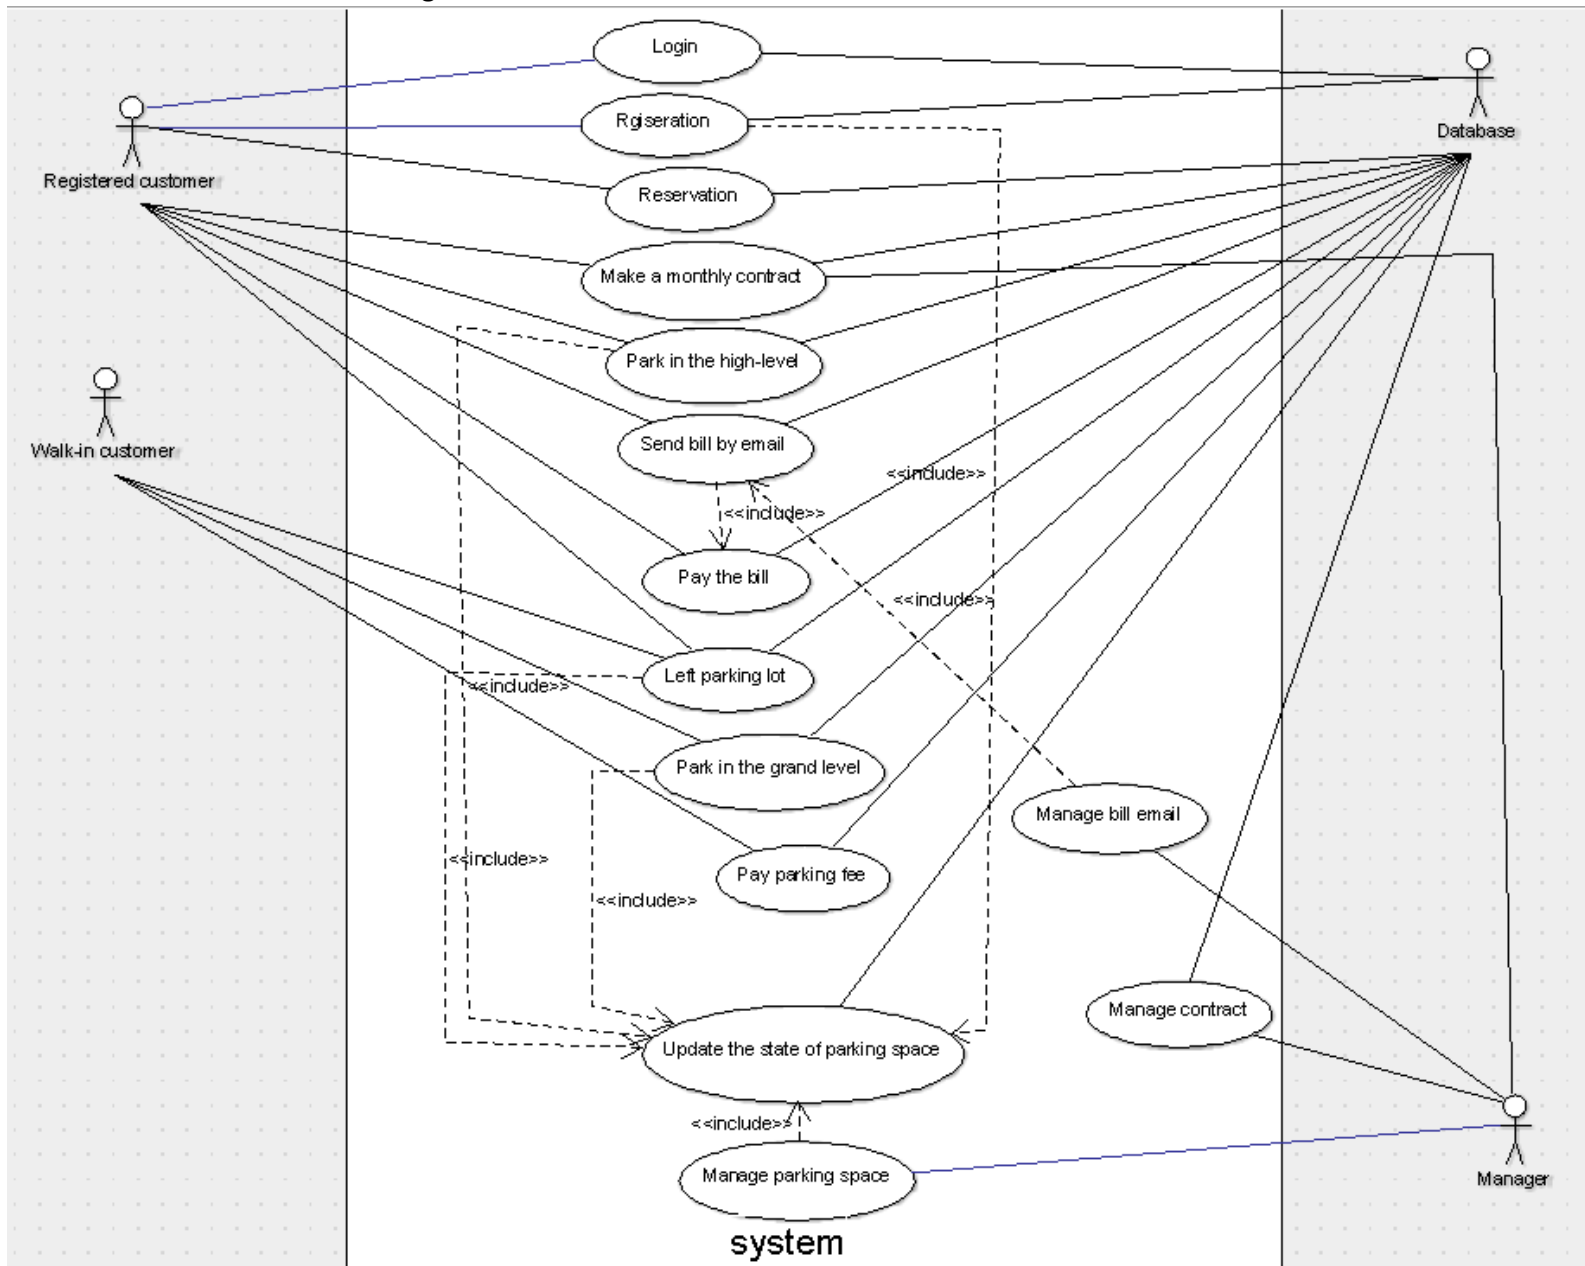 Login
Rgiseration
Database
Registered customer
Reservation
Make a monthly contract
Park in the high-level
Send bill by email
Walk-in customer
<<include>>
<<include>>
Pay the bill
<<include>>
Left parking lot
<<include>>
Park in the grand level
Manage bill email
<<include>>
Pay parking fee
<<include>>
Manage contract
Update the state of parking space
<<include>>
Manage parking space
Manager
system